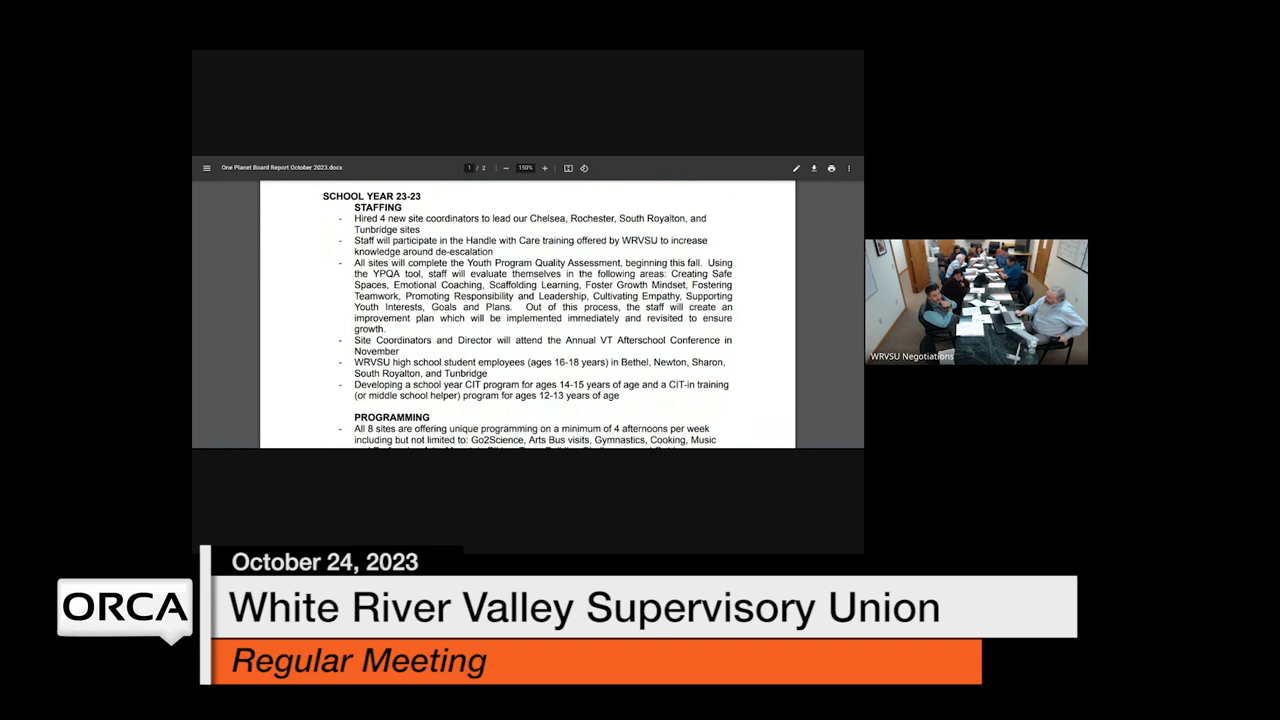 One Planet Board Report October 2023.docx
1 / 2
150%
SCHOOL YEAR 23-23
STAFFING
- Hired 4 new site coordinators to lead our Chelsea, Rochester, South Royalton, and
Tunbridge sites
- Staff will participate in the Handle with Care training offered by WRVSU to increase
knowledge around de-escalation
- All sites will complete the Youth Program Quality Assessment, beginning this fall. Using
the YPQA tool, staff will evaluate themselves in the following areas: Creating Safe
Spaces, Emotional Coaching, Scaffolding Learning, Foster Growth Mindset, Fostering
Teamwork, Promoting Responsibility and Leadership, Cultivating Empathy, Supporting
Youth Interests, Goals and Plans. Out of this process, the staff will create an
improvement plan which will be implemented immediately and revisited to ensure
growth.
- Site Coordinators and Director will attend the Annual VT Afterschool Conference in
November
- WRVSU high school student employees (ages 16-18 years) in Bethel, Newton, Sharon,
South Royalton, and Tunbridge
- Developing a school year CIT program for ages 14-15 years of age and a CIT-in training
(or middle school helper) program for ages 12-13 years of age
PROGRAMMING
- All 8 sites are offering unique programming on a minimum of 4 afternoons per week
including but not limited to: Go2Science, Arts Bus visits, Gymnastics, Cooking, Music
WRVSU Negotiations
October 24, 2023
ORCA
White River Valley Supervisory Union
Regular Meeting